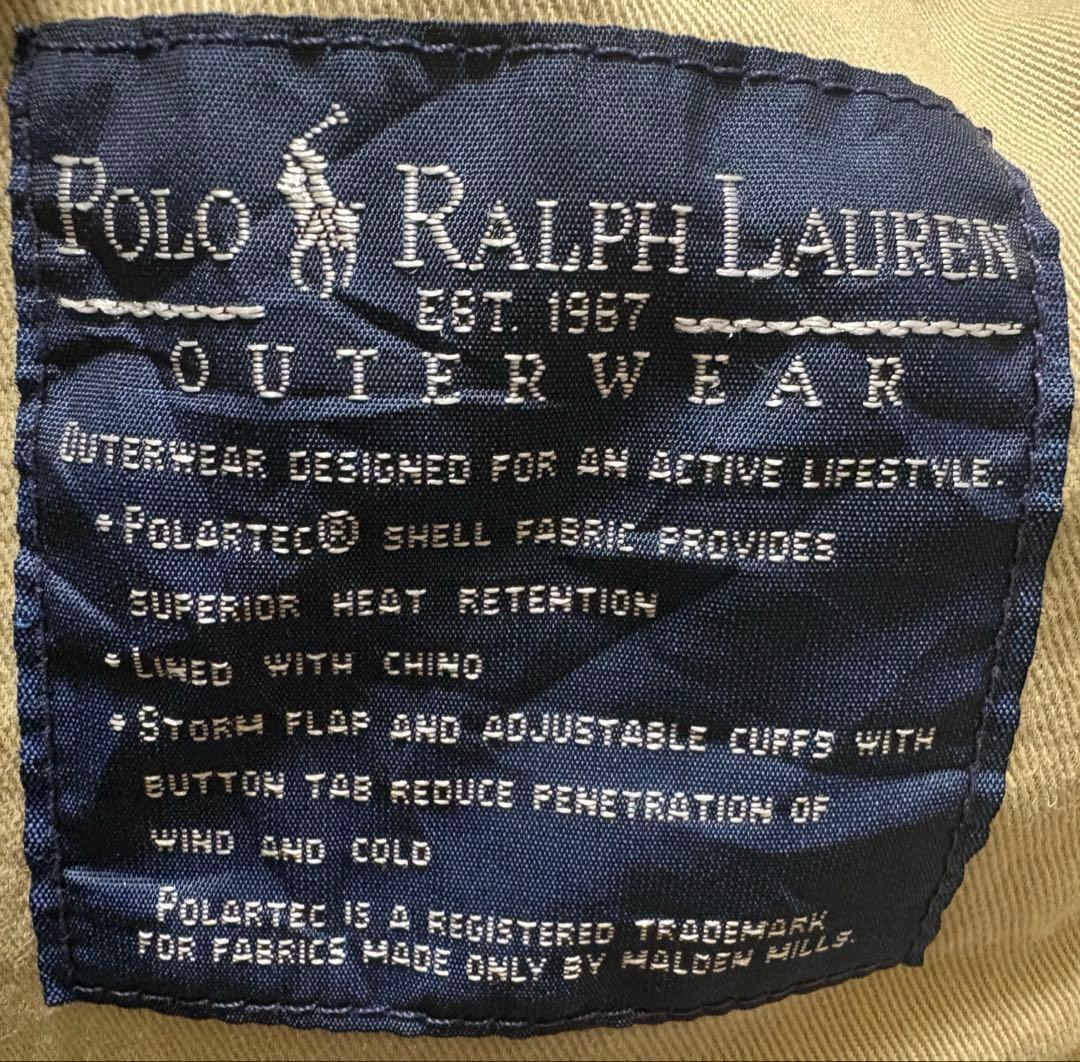 POLO RALPH LAUREN
EST. 1967
OUTERWEAR
OUTERWEAR DESIGNED FOR AN ACTIVE LIFESTYLE.
•POLARTEC® SHELL FABRIC PROVIDES
SUPERIOR HEAT RETENTION
•LINED WITH CHINO
•STORM FLAP AND ADJUSTABLE CUFFS WITH
BUTTON TAB REDUCE PENETRATION OF
WIND AND COLD
POLARTEC IS A REGISTERED TRADEMARK
FOR FABRICS MADE ONLY BY MALDEN MILLS.